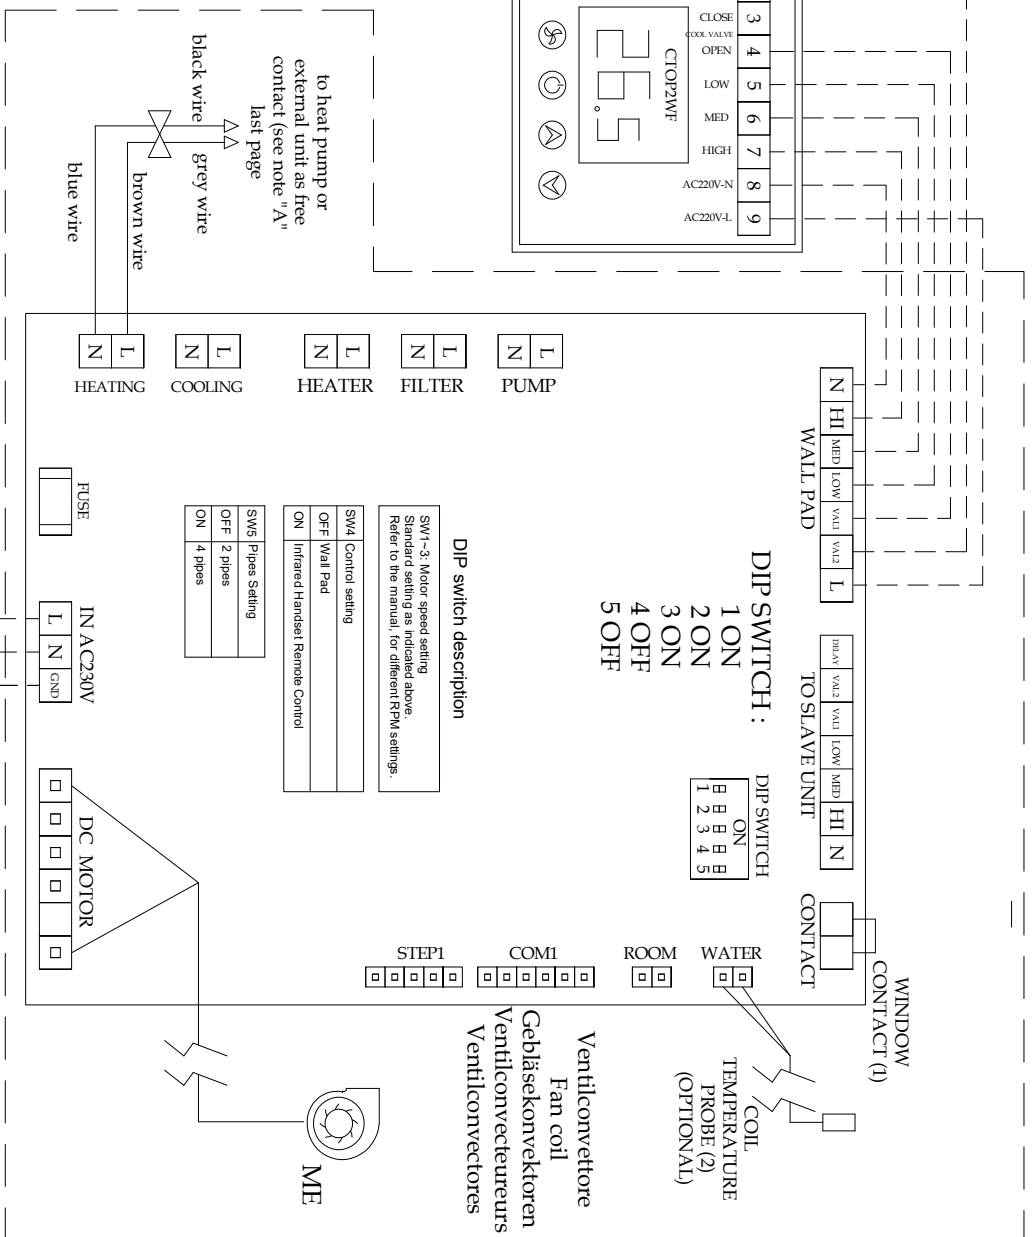 CLOSE
3
COOL VALVE
OPEN
4
LOW
5
MED
6
HIGH
7
AC220V-N
8
AC220V-L
9
26.5
CTOP2WF
to heat pump or
external unit as free
contact (see note "A"
last page
black wire
grey wire
brown wire
blue wire
N L
HEATING
N L
COOLING
N L
HEATER
N L
FILTER
N L
PUMP
N
HI
MED
LOW
VAL1
VAL2
L
WALL PAD
DELAY
VAL2
VAL1
LOW
MED
HI
N
TO SLAVE UNIT
CONTACT
WINDOW
CONTACT (1)
FUSE
L
N
GND
IN AC230V
DC MOTOR
DIP switch description
SW1~3: Motor speed setting
Standard setting as indicated above.
Refer to the manual, for different RPM settings.
SW4 Control setting
OFF Wall Pad
ON Infrared Handset Remote Control
SW5 Pipes Setting
OFF 2 pipes
ON 4 pipes
DIP SWITCH :
1 ON
2 ON
3 ON
4 OFF
5 OFF
DIP SWITCH
ON
1 2 3 4 5
STEP1
COM1
ROOM
WATER
COIL
TEMPERATURE
PROBE (2)
(OPTIONAL)
Ventilconvettore
Fan coil
Gebläsekonvektoren
Ventilconvecteureurs
Ventilconvectores
ME